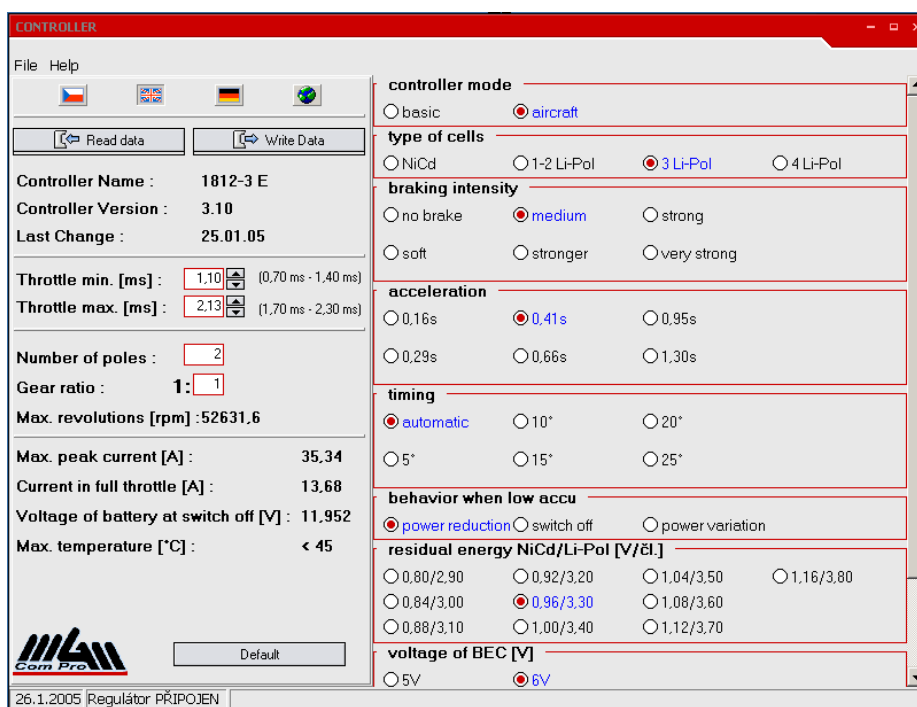 CONTROLLER
File Help
Read data
Write Data
Controller Name : 1812-3 E
Controller Version : 3.10
Last Change : 25.01.05
Throttle min. [ms] : 1,10 (0,70 ms - 1,40 ms)
Throttle max. [ms] : 2,13 (1,70 ms - 2,30 ms)
Number of poles : 2
Gear ratio : 1: 1
Max. revolutions [rpm] :52631,6
Max. peak current [A] : 35,34
Current in full throttle [A] : 13,68
Voltage of battery at switch off [V] : 11,952
Max. temperature [°C] : < 45
MGM
Com Pro
Default
26.1.2005 Regulátor PŘIPOJEN
controller mode
basic aircraft
type of cells
NiCd 1-2 Li-Pol 3 Li-Pol 4 Li-Pol
braking intensity
no brake medium strong
soft stronger very strong
acceleration
0,16s 0,41s 0,95s
0,29s 0,66s 1,30s
timing
automatic 10° 20°
5° 15° 25°
behavior when low accu
power reduction switch off power variation
residual energy NiCd/Li-Pol [V/čl.]
0,80/2,90 0,92/3,20 1,04/3,50 1,16/3,80
0,84/3,00 0,96/3,30 1,08/3,60
0,88/3,10 1,00/3,40 1,12/3,70
voltage of BEC [V]
5V 6V